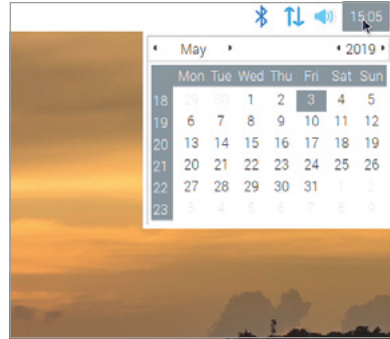 15:05
May 2019
Mon Tue Wed Thu Fri Sat Sun
18 29 30 1 2 3 4 5
19 6 7 8 9 10 11 12
20 13 14 15 16 17 18 19
21 20 21 22 23 24 25 26
22 27 28 29 30 31 1 2
23 3 4 5 6 7 8 9